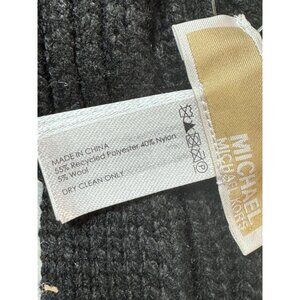 MADE IN CHINA
55% Recycled Polyester 40% Nylon
5% Wool
DRY CLEAN ONLY
MICHAEL
MICHAEL KORS